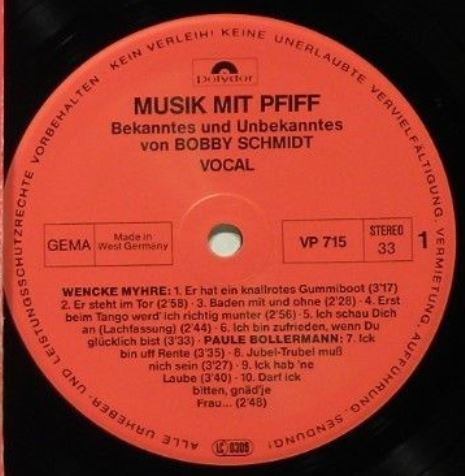 ALLE URHEBER- UND LEISTUNGSSCHUTZRECHTE VORBEHALTEN · KEIN VERLEIH! KEINE UNERLAUBTE VERVIELFÄLTIGUNG, VERMIETUNG, AUFFÜHRUNG, SENDUNG!
Polydor
MUSIK MIT PFIFF
Bekanntes und Unbekanntes
von BOBBY SCHMIDT
VOCAL
GEMA
Made in
West Germany
VP 715
STEREO
33
1
WENCKE MYHRE: 1. Er hat ein knallrotes Gummiboot (3'17)
2. Er steht im Tor (2'58) · 3. Baden mit und ohne (2'28) · 4. Erst
beim Tango werd' ich richtig munter (2'56) · 5. Ich schau Dich
an (Lachfassung) (2'44) · 6. Ich bin zufrieden, wenn Du
glücklich bist (3'33) · PAULE BOLLERMANN: 7. Ick
bin uff Rente (3'35) · 8. Jubel-Trubel muß
nich sein (3'27) · 9. Ick hab 'ne
Laube (3'40) · 10. Darf ick
bitten, gnäd'je
Frau... (2'48)
LC 0309